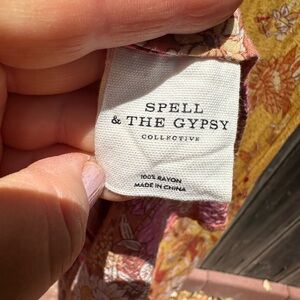 SPELL
& THE GYPSY
COLLECTIVE
100% RAYON
MADE IN CHINA